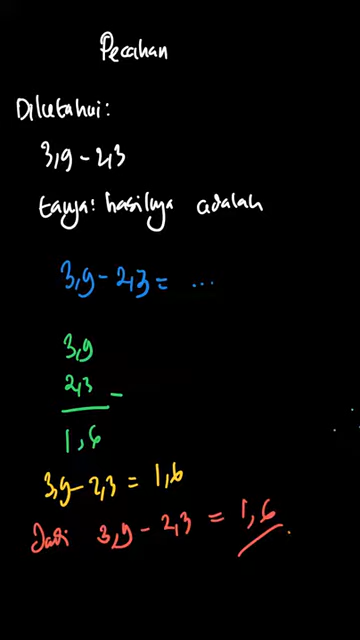 Pecahan
Diketahui:
3,9 - 2,3
tanya: hasilnya adalah
3,9 - 2,3 = ...
3,9
2,3 -
1,6
3,9 - 2,3 = 1,6
Jadi 3,9 - 2,3 = 1,6